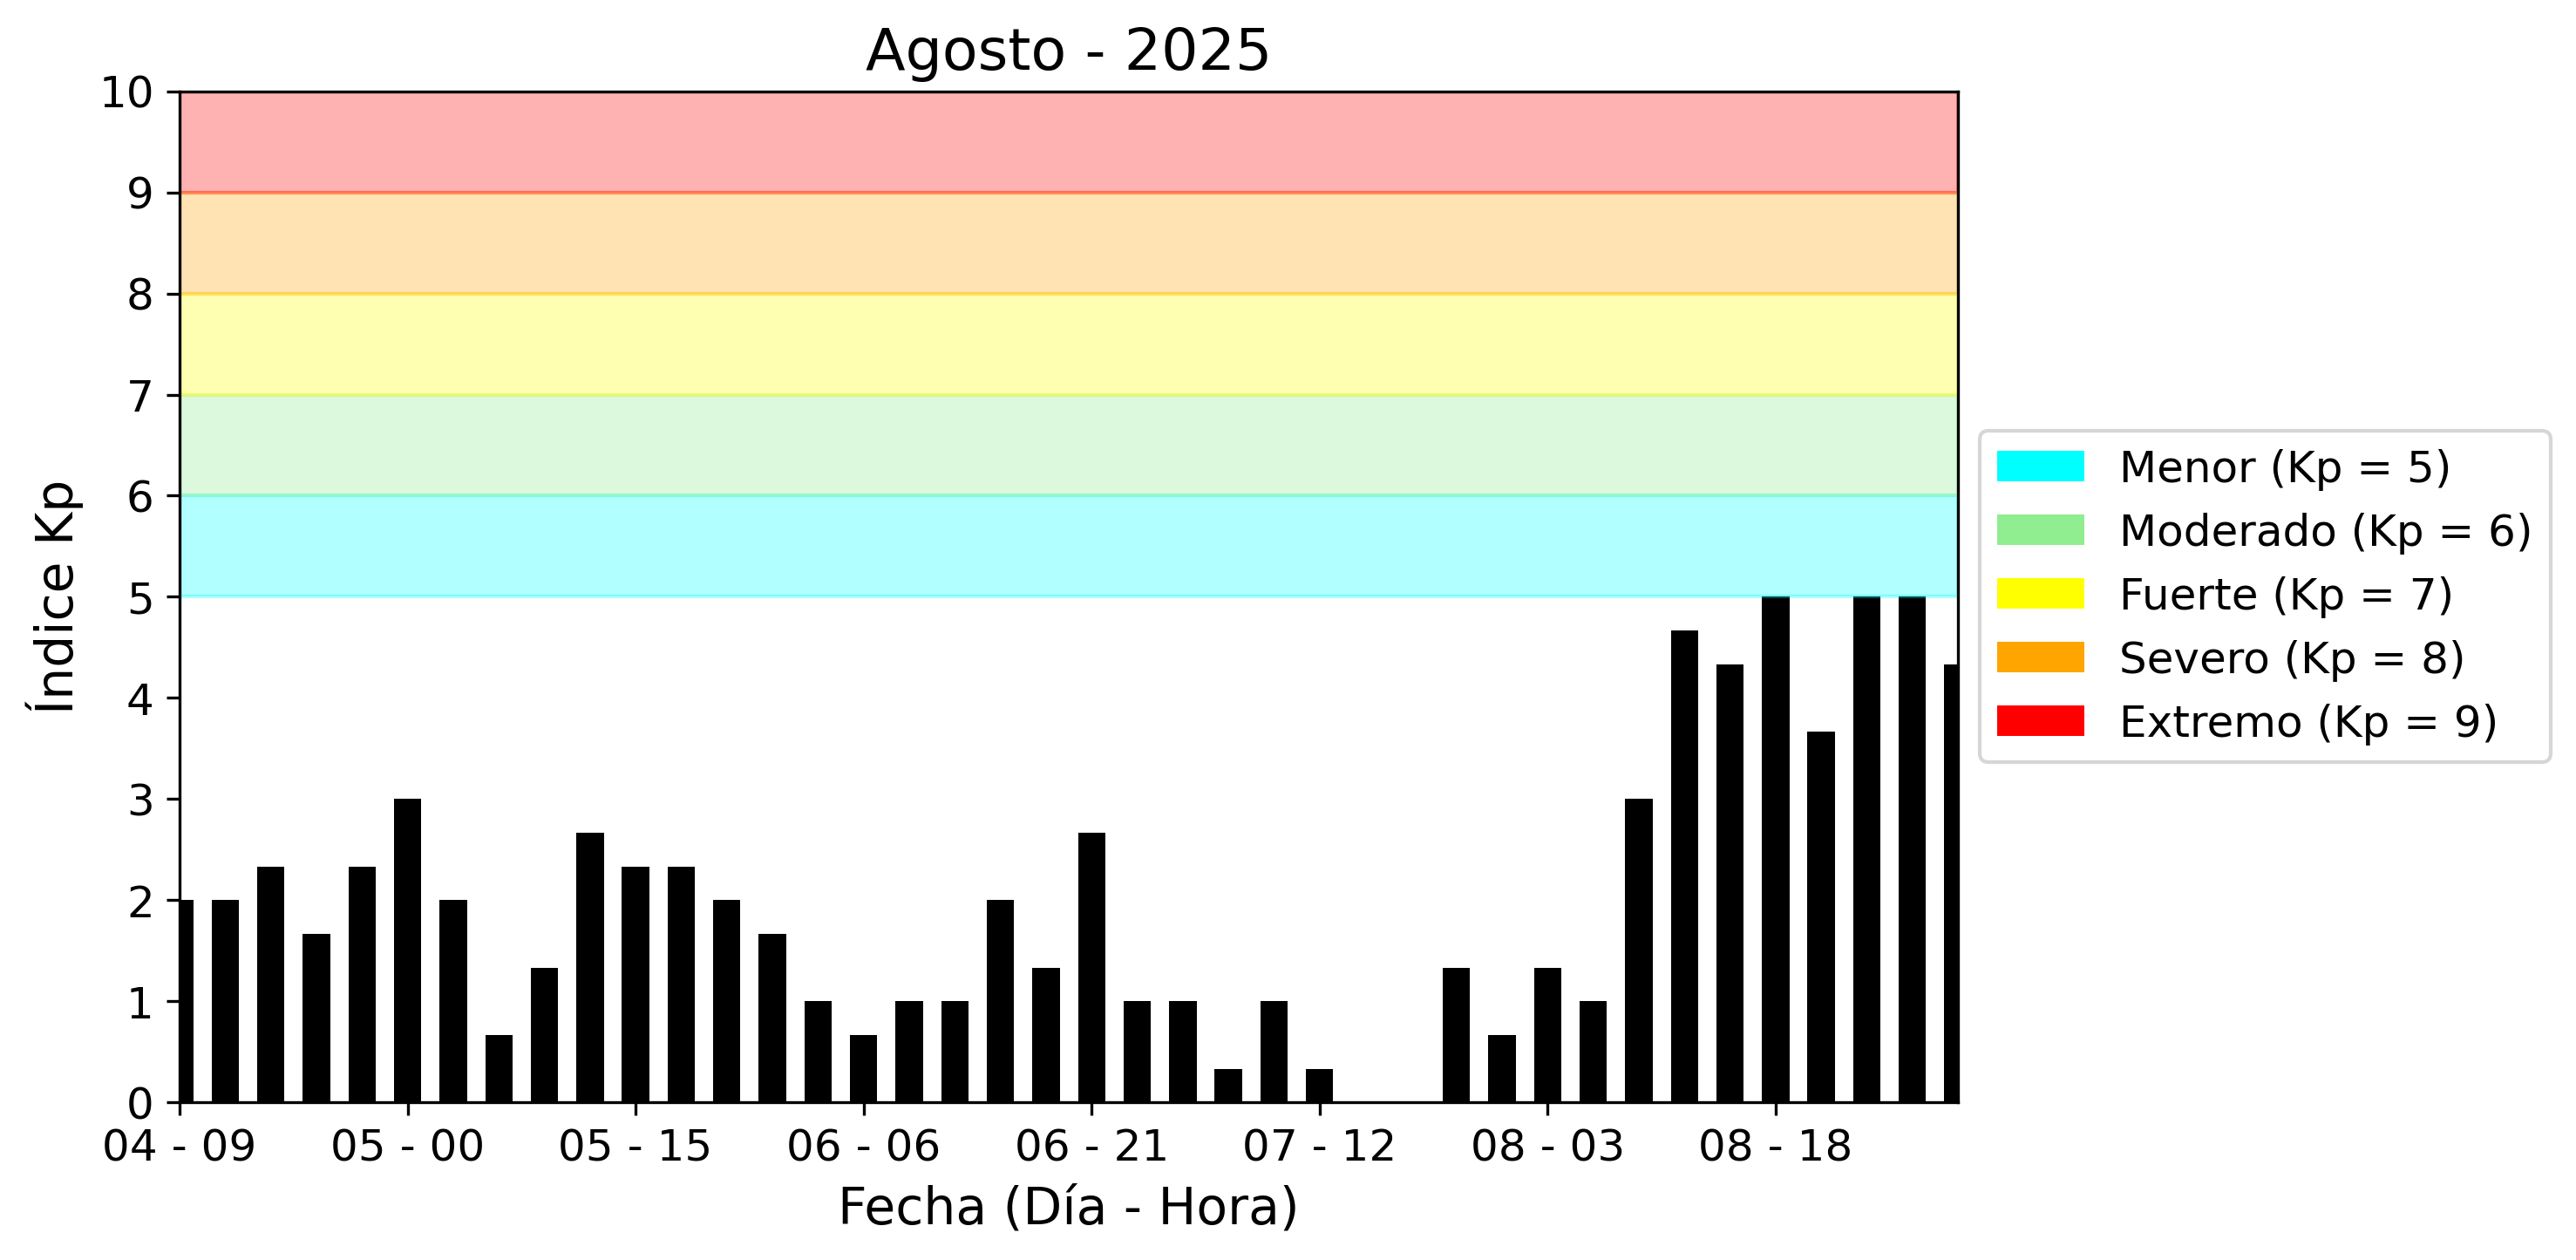 Agosto - 2025
10
9
8
7
6
5
4
3
2
1
0
Índice Kp
04 - 09
05 - 00
05 - 15
06 - 06
06 - 21
07 - 12
08 - 03
08 - 18
Fecha (Día - Hora)
Menor (Kp = 5)
Moderado (Kp = 6)
Fuerte (Kp = 7)
Severo (Kp = 8)
Extremo (Kp = 9)